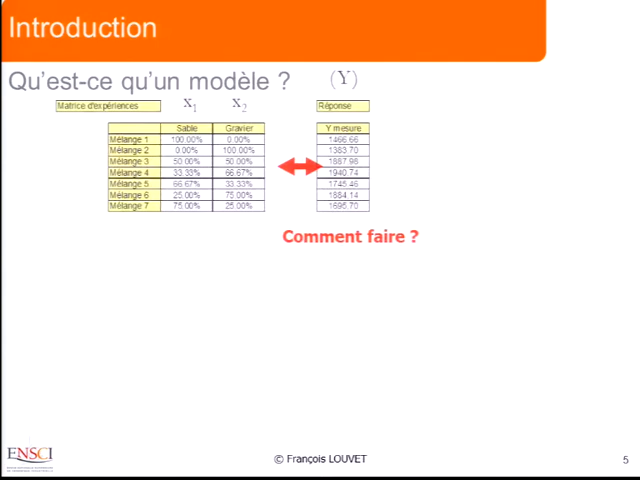 Introduction
Qu'est-ce qu'un modèle ? (Y)
Matrice d'expériences x1 x2 Réponse
Sable Gravier Y mesure
Mélange 1 100.00% 0.00% 1466.66
Mélange 2 0.00% 100.00% 1383.70
Mélange 3 50.00% 50.00% 1887.98
Mélange 4 33.33% 66.67% 1940.74
Mélange 5 66.67% 33.33% 1745.46
Mélange 6 25.00% 75.00% 1884.14
Mélange 7 75.00% 25.00% 1695.70
Comment faire ?
ENSCI
© François LOUVET
5